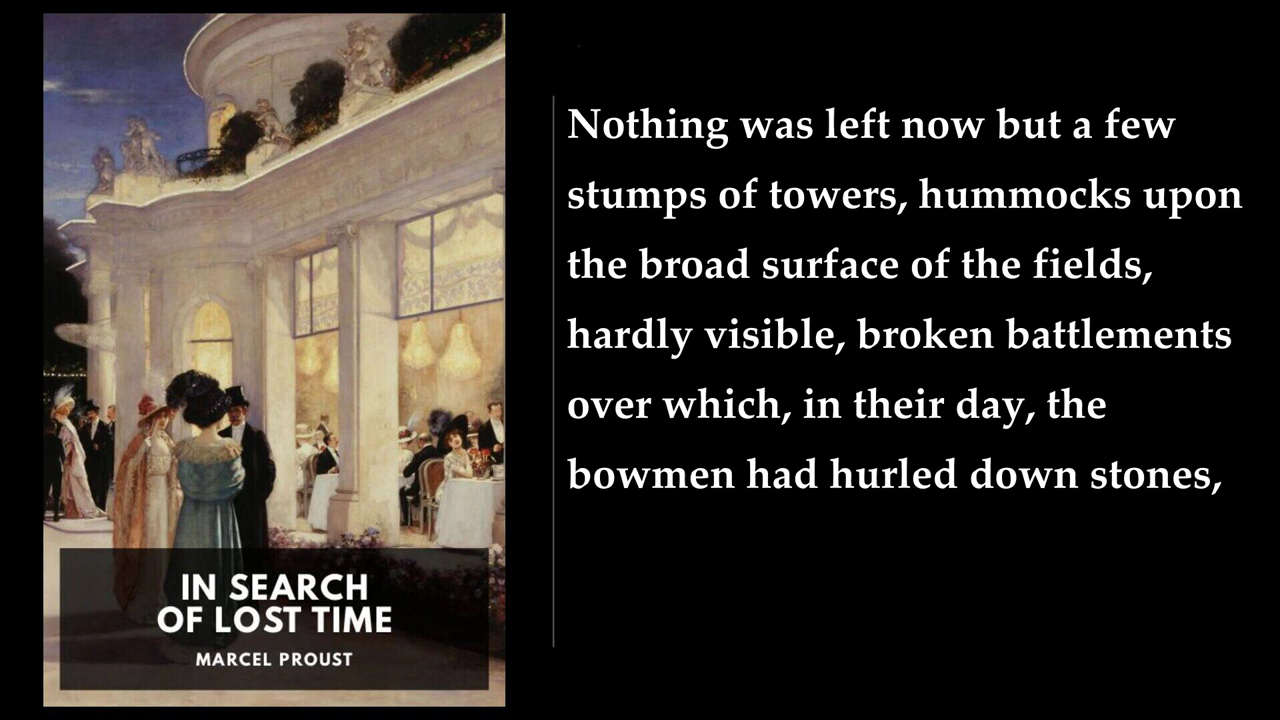 IN SEARCH
OF LOST TIME
MARCEL PROUST
Nothing was left now but a few
stumps of towers, hummocks upon
the broad surface of the fields,
hardly visible, broken battlements
over which, in their day, the
bowmen had hurled down stones,